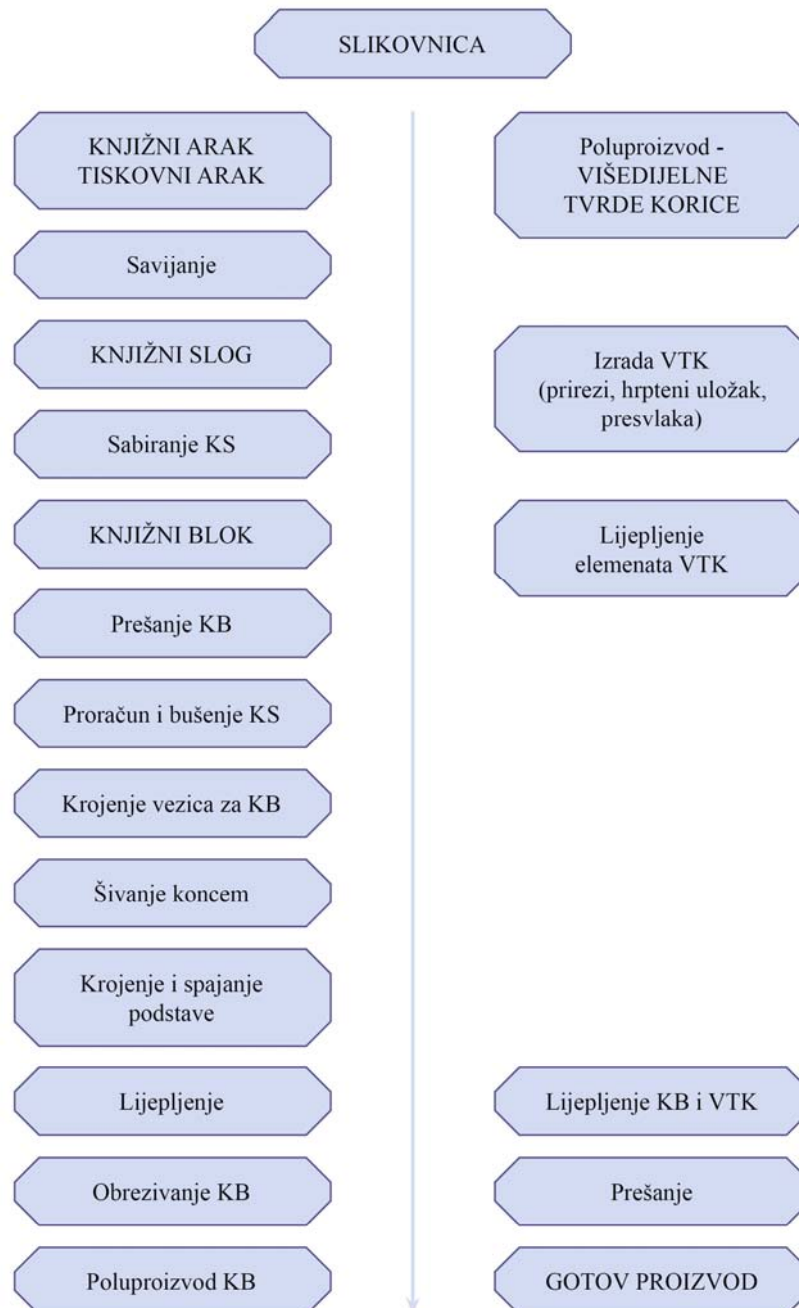 SLIKOVNICA
KNJIŽNI ARAK
TISKOVNI ARAK
Savijanje
KNJIŽNI SLOG
Sabiranje KS
KNJIŽNI BLOK
Prešanje KB
Proračun i bušenje KS
Krojenje vezica za KB
Šivanje koncem
Krojenje i spajanje
podstave
Lijepljenje
Obrezivanje KB
Poluproizvod KB
Poluproizvod -
VIŠEDIJELNE
TVRDE KORICE
Izrada VTK
(prirezi, hrpteni uložak,
presvlaka)
Lijepljenje
elemenata VTK
Lijepljenje KB i VTK
Prešanje
GOTOV PROIZVOD